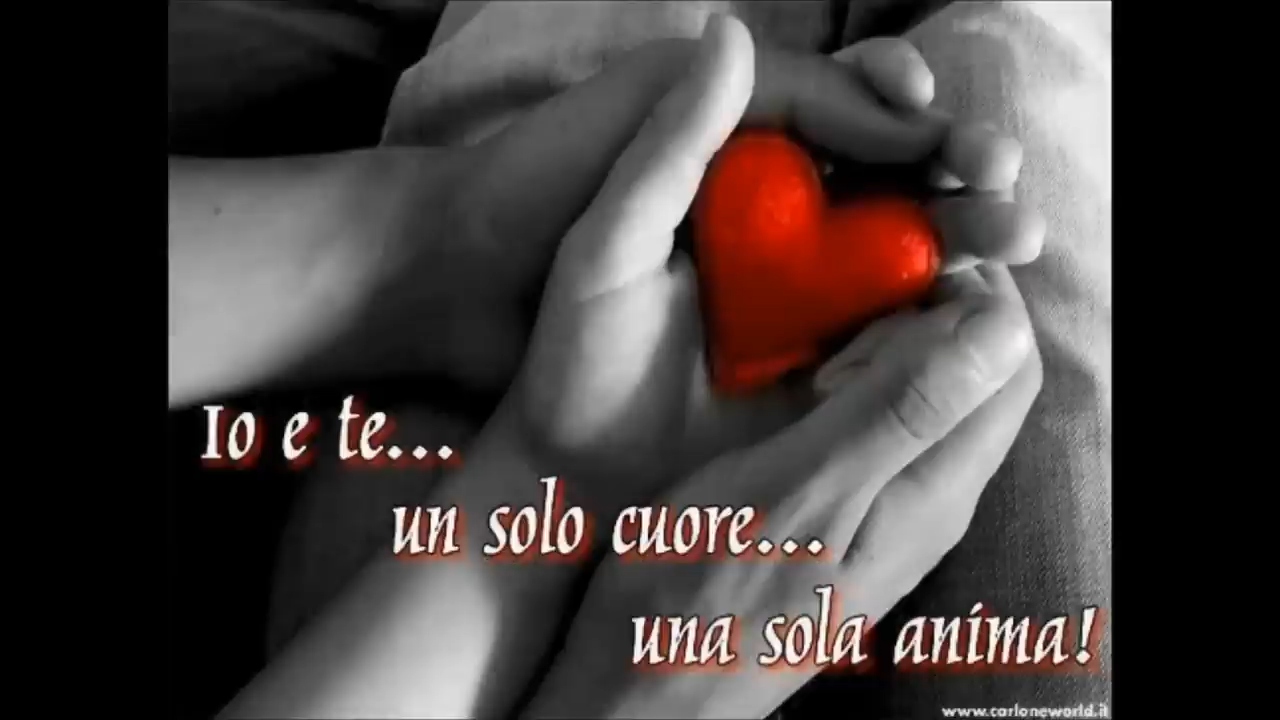 Io e te...
un solo cuore...
una sola anima!
www.carloneworld.it